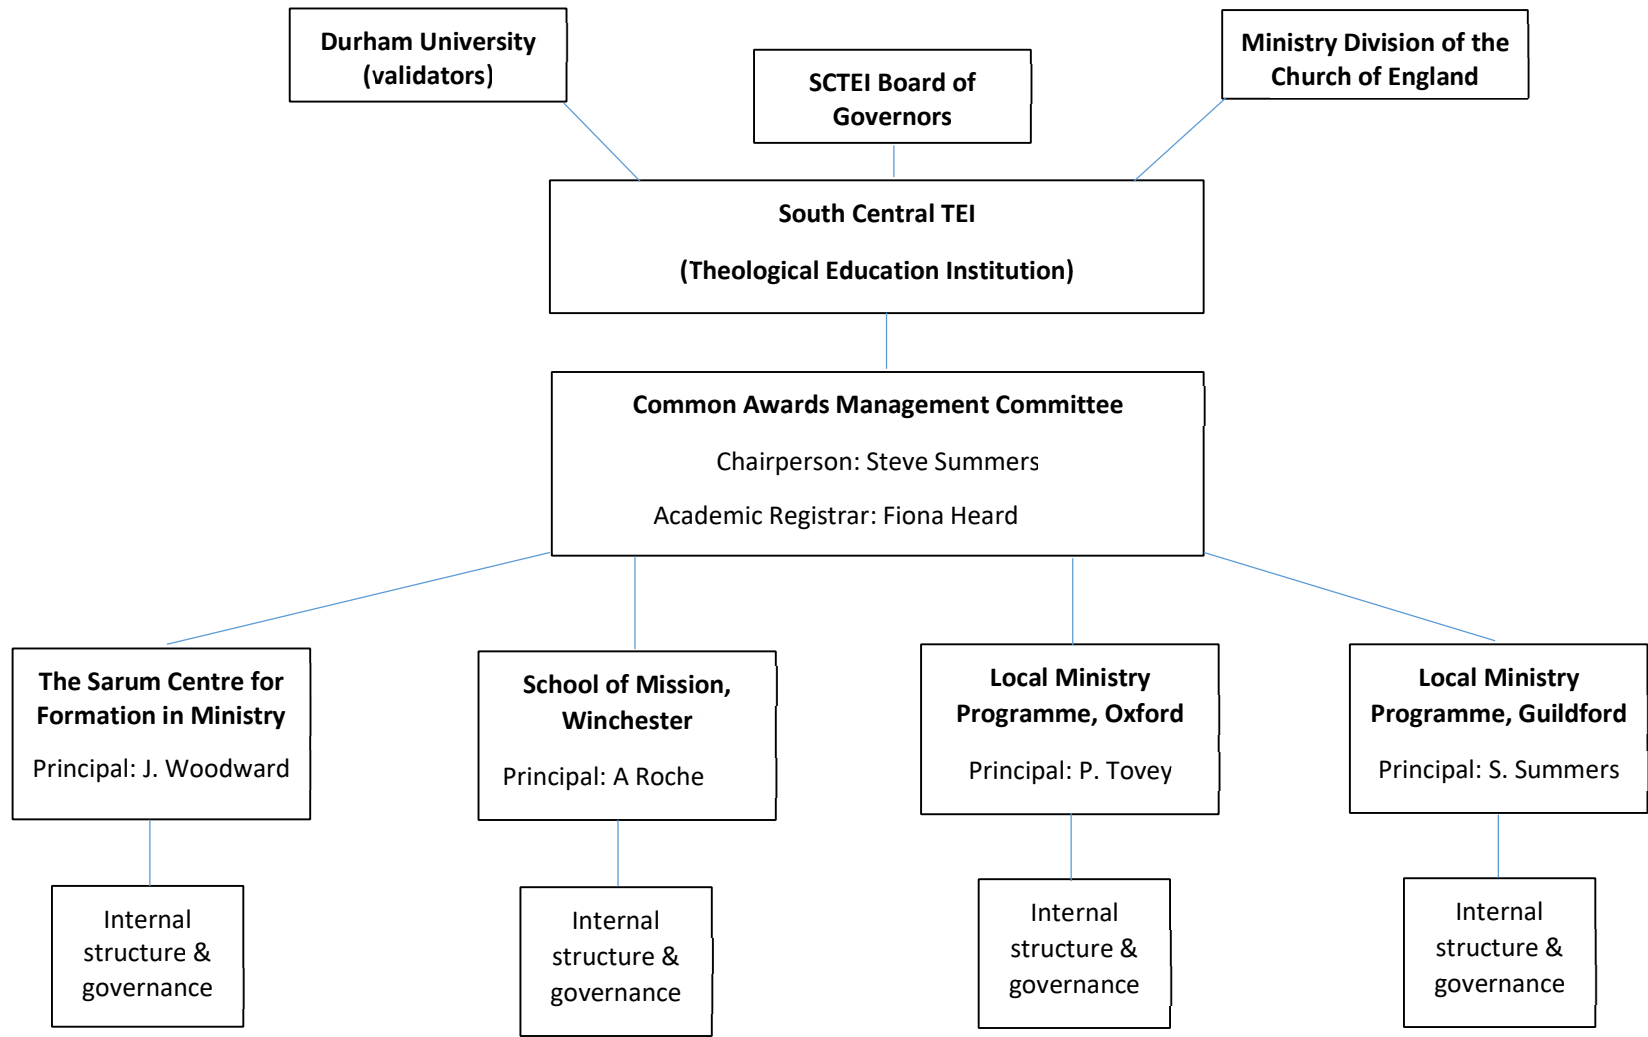 Durham University
(validators)
SCTEI Board of
Governors
Ministry Division of the
Church of England
South Central TEI
(Theological Education Institution)
Common Awards Management Committee
Chairperson: Steve Summers
Academic Registrar: Fiona Heard
The Sarum Centre for
Formation in Ministry
Principal: J. Woodward
School of Mission,
Winchester
Principal: A Roche
Local Ministry
Programme, Oxford
Principal: P. Tovey
Local Ministry
Programme, Guildford
Principal: S. Summers
Internal
structure &
governance
Internal
structure &
governance
Internal
structure &
governance
Internal
structure &
governance